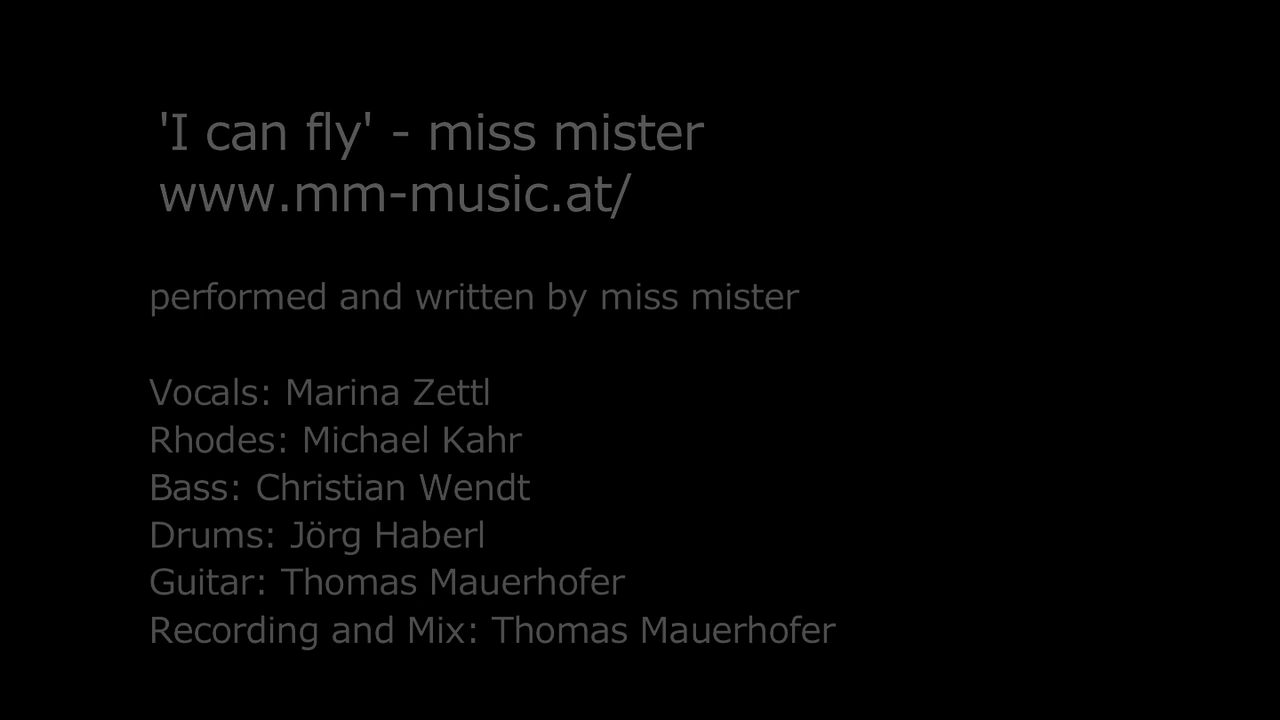 'I can fly' - miss mister
www.mm-music.at/
performed and written by miss mister
Vocals: Marina Zettl
Rhodes: Michael Kahr
Bass: Christian Wendt
Drums: Jörg Haberl
Guitar: Thomas Mauerhofer
Recording and Mix: Thomas Mauerhofer